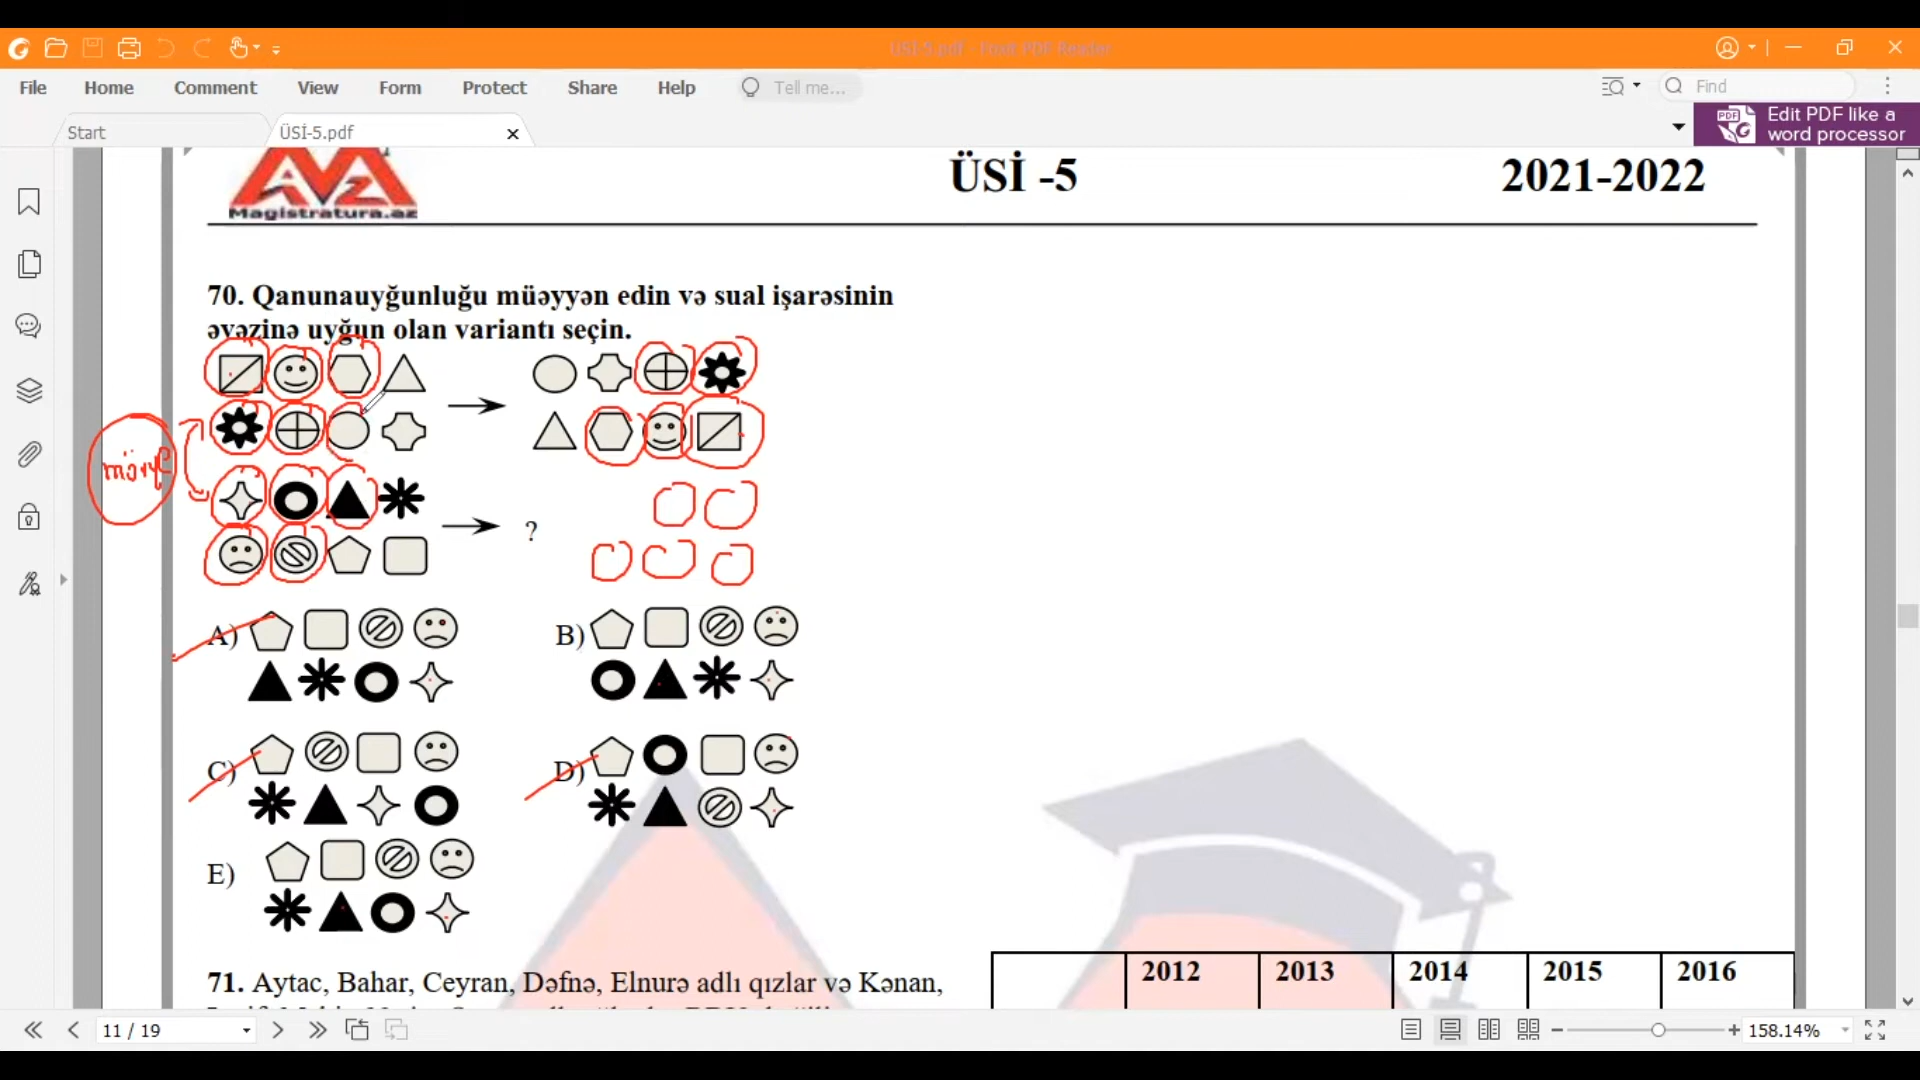 ÜSİ-5.pdf - Foxit PDF Reader
File Home Comment View Form Protect Share Help Tell me... Find
Start ÜSİ-5.pdf
PDF Edit PDF like a
word processor
Magistratura.az
ÜSİ -5 2021-2022
70. Qanunauyğunluğu müəyyən edin və sual işarəsinin
əvəzinə uyğun olan variantı seçin.
?
A) B)
C) D)
E)
71. Aytac, Bahar, Ceyran, Dəfnə, Elnurə adlı qızlar və Kənan,
2012 2013 2014 2015 2016
11 / 19 158.14%